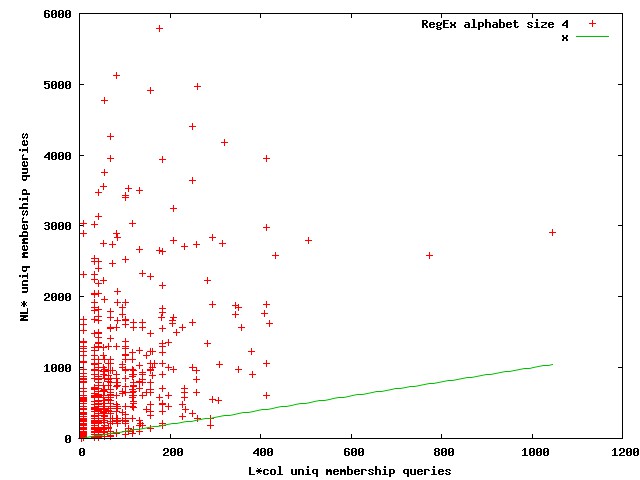 6000
RegEx alphabet size 4
x
5000
4000
3000
2000
1000
0
NL* uniq membership queries
0 200 400 600 800 1000 1200
L*col uniq membership queries